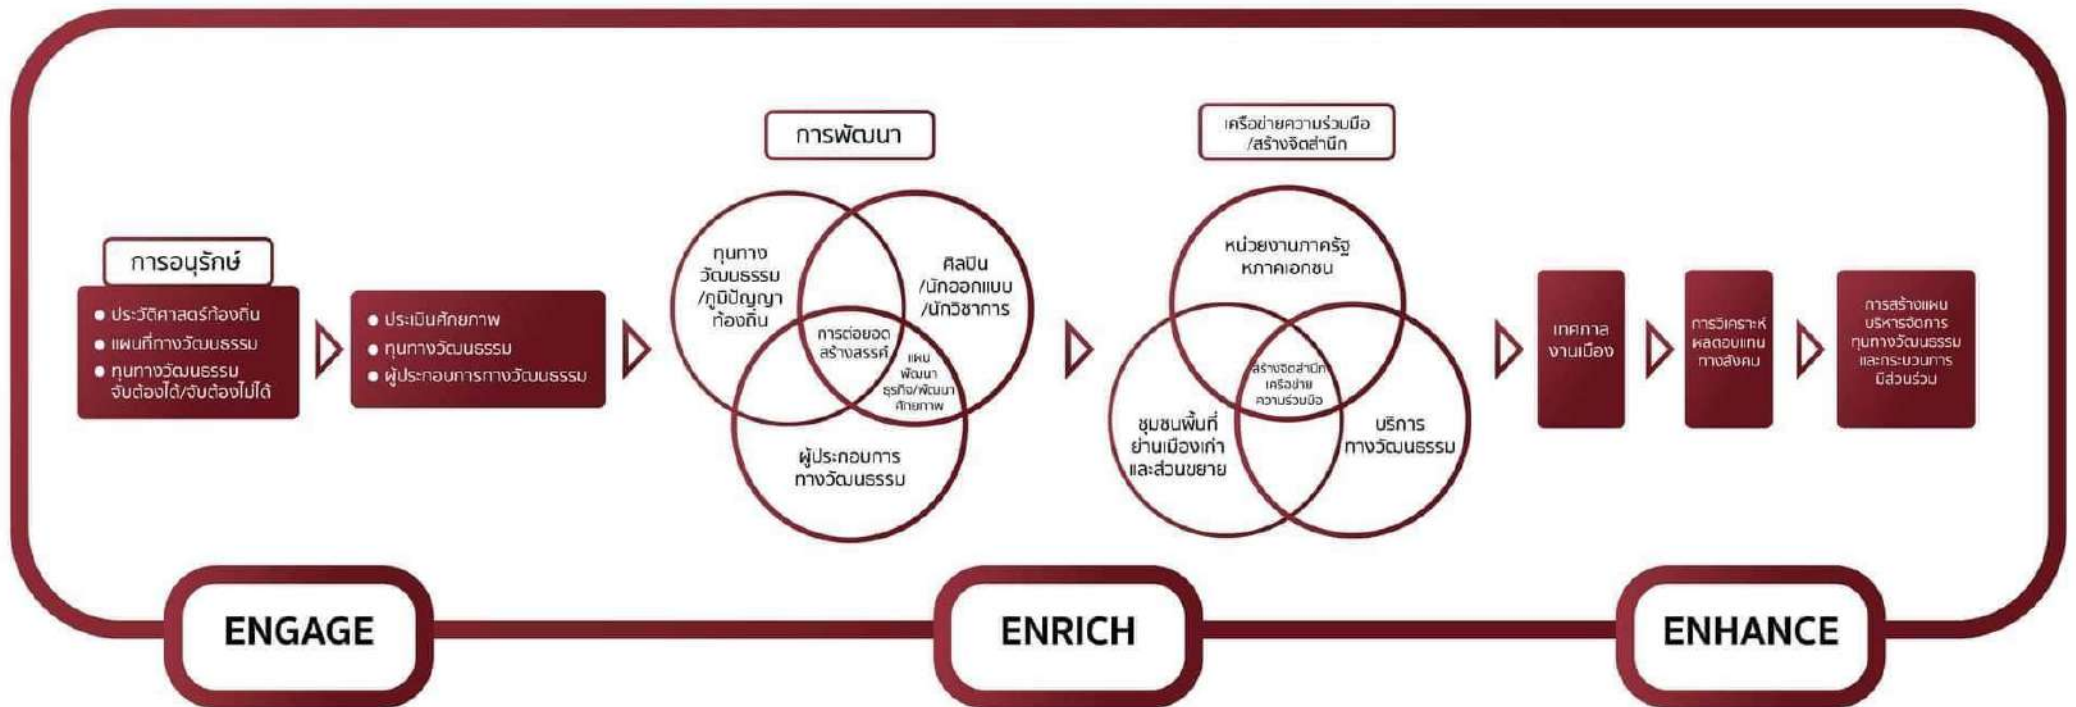 การอนุรักษ์
● ประวัติศาสตร์ท้องถิ่น
● แผนที่ทางวัฒนธรรม
● ทุนทางวัฒนธรรม
จับต้องได้/จับต้องไม่ได้
● ประเมินศักยภาพ
● ทุนทางวัฒนธรรม
● ผู้ประกอบการทางวัฒนธรรม
การพัฒนา
ทุนทาง
วัฒนธรรม
/ภูมิปัญญา
ท้องถิ่น
ศิลปิน
/นักออกแบบ
/นักวิชาการ
การต่อยอด
สร้างสรรค์
แผน
พัฒนา
ธุรกิจ/พัฒนา
ศักยภาพ
ผู้ประกอบการ
ทางวัฒนธรรม
เครือข่ายความร่วมมือ
/สร้างจิตสำนึก
หน่วยงานภาครัฐ
หภาคเอกชน
สร้างจิตสำนึก
เครือข่าย
ความร่วมมือ
ชุมชนพื้นที่
ย่านเมืองเก่า
และส่วนขยาย
บริการ
ทางวัฒนธรรม
เทศกาล
งานเมือง
การวิเคราะห์
ผลตอบแทน
ทางสังคม
การสร้างแผน
บริหารจัดการ
ทุนทางวัฒนธรรม
และกระบวนการ
มีส่วนร่วม
ENGAGE
ENRICH
ENHANCE